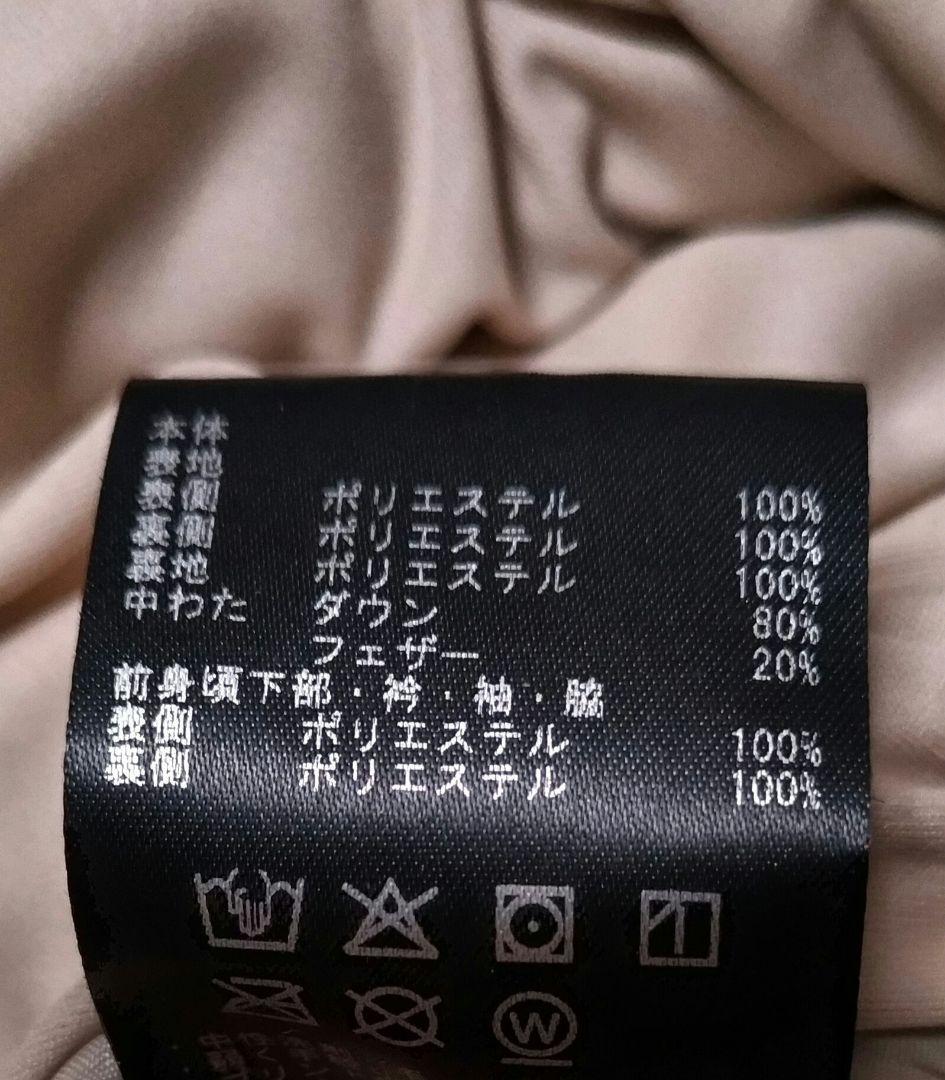 本体
表地
表側 ポリエステル 100%
裏側 ポリエステル 100%
裏地 ポリエステル 100%
中わた ダウン 80%
フェザー 20%
前身頃下部・衿・袖・脇
表側 ポリエステル 100%
裏側 ポリエステル 100%
W